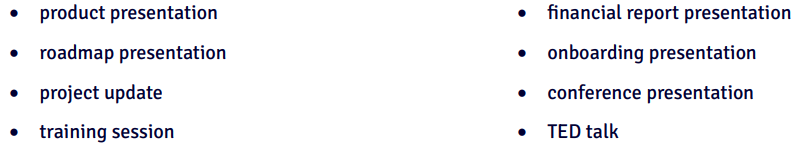 • product presentation
• roadmap presentation
• project update
• training session
• financial report presentation
• onboarding presentation
• conference presentation
• TED talk